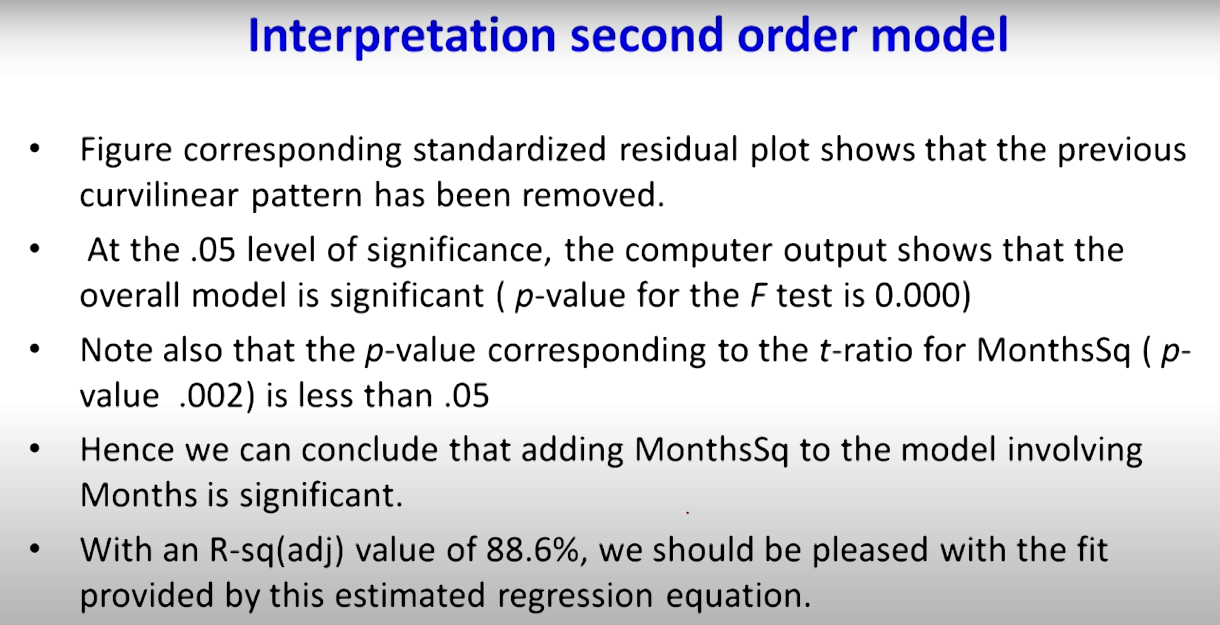 Interpretation second order model
• Figure corresponding standardized residual plot shows that the previous
curvilinear pattern has been removed.
• At the .05 level of significance, the computer output shows that the
overall model is significant ( p-value for the F test is 0.000)
• Note also that the p-value corresponding to the t-ratio for MonthsSq ( p-
value .002) is less than .05
• Hence we can conclude that adding MonthsSq to the model involving
Months is significant.
• With an R-sq(adj) value of 88.6%, we should be pleased with the fit
provided by this estimated regression equation.